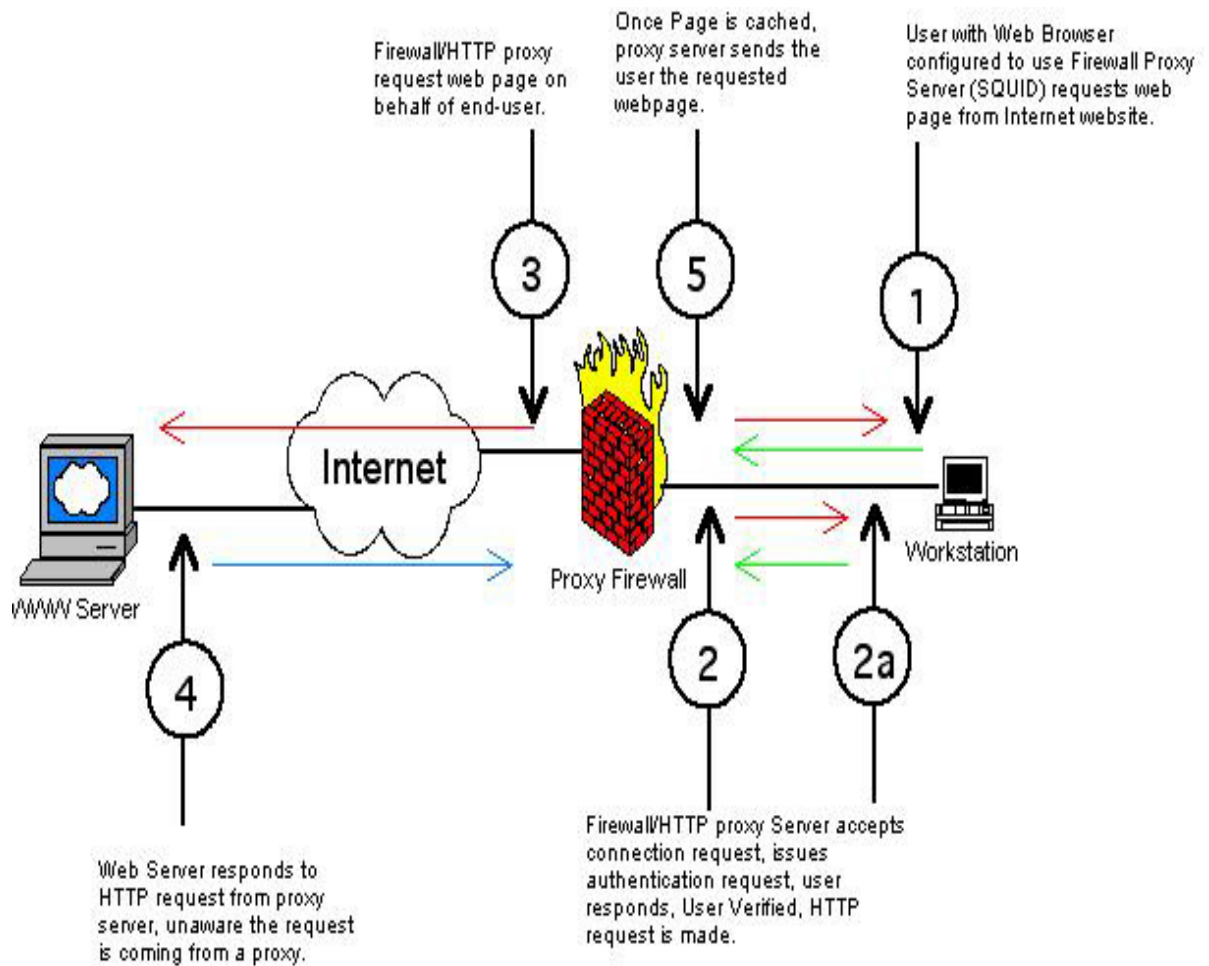 Firewall/HTTP proxy
request web page on
behalf of end-user.
Once Page is cached,
proxy server sends the
user the requested
webpage.
User with Web Browser
configured to use Firewall Proxy
Server (SQUID) requests web
page from Internet website.
3
5
1
Internet
WWW Server
Proxy Firewall
Workstation
4
2
2a
Web Server responds to
HTTP request from proxy
server, unaware the request
is coming from a proxy.
Firewall/HTTP proxy Server accepts
connection request, issues
authentication request, user
responds, User Verified, HTTP
request is made.